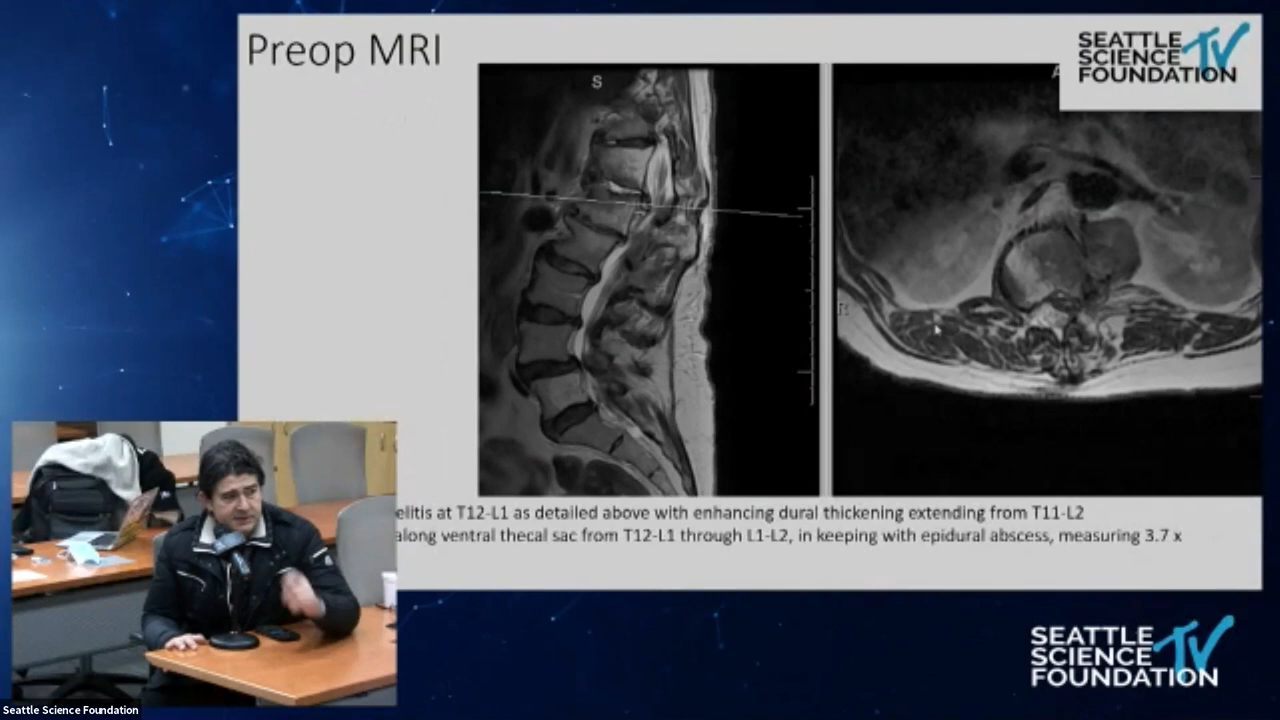 Preop MRI
SEATTLE
SCIENCE
FOUNDATION
TV
S
R
elitis at T12-L1 as detailed above with enhancing dural thickening extending from T11-L2
along ventral thecal sac from T12-L1 through L1-L2, in keeping with epidural abscess, measuring 3.7 x
SEATTLE
SCIENCE
FOUNDATION
TV
Seattle Science Foundation